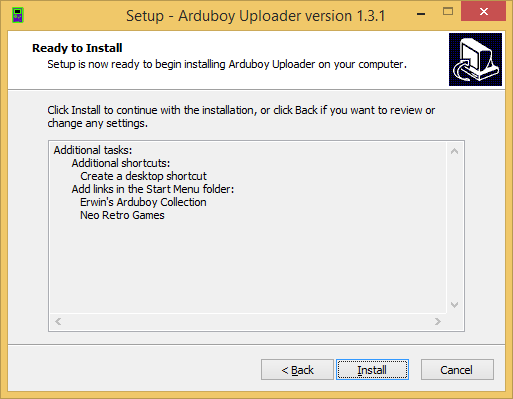 Setup - Arduboy Uploader version 1.3.1
Ready to Install
Setup is now ready to begin installing Arduboy Uploader on your computer.
Click Install to continue with the installation, or click Back if you want to review or
change any settings.
Additional tasks:
Additional shortcuts:
Create a desktop shortcut
Add links in the Start Menu folder:
Erwin's Arduboy Collection
Neo Retro Games
< Back
Install
Cancel